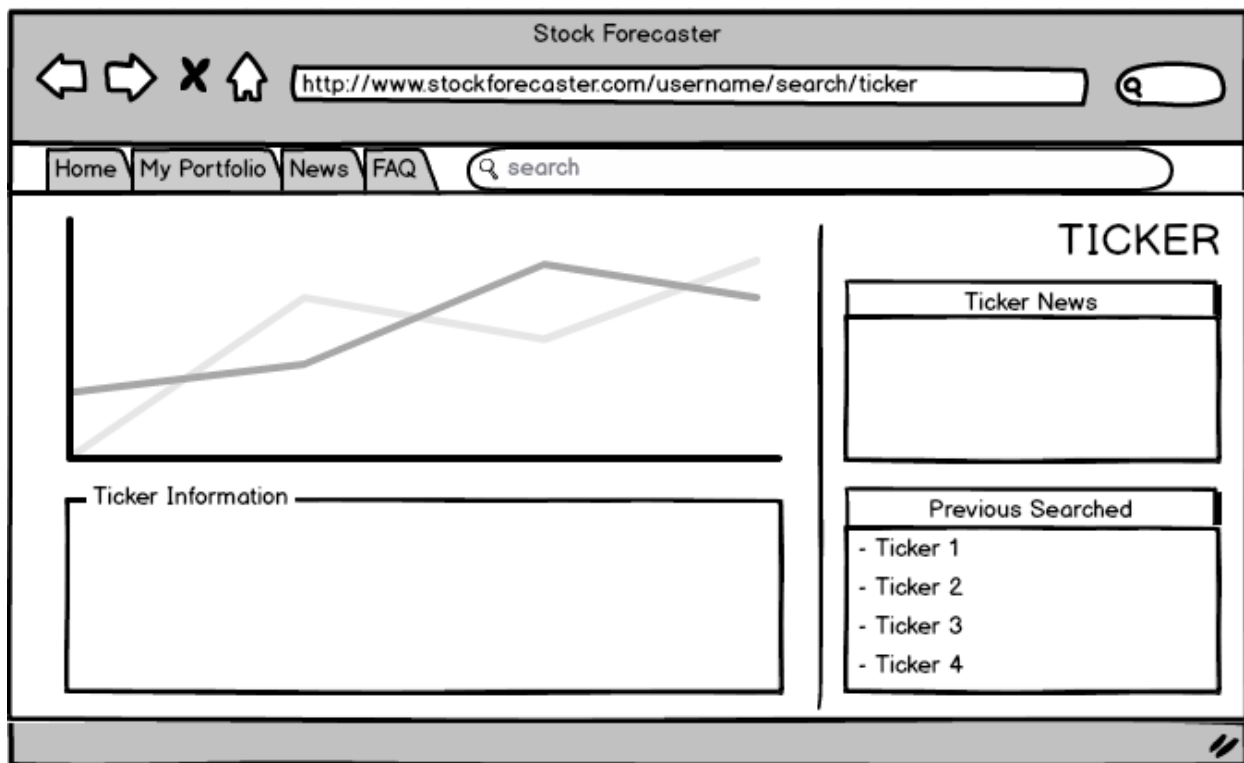 Stock Forecaster
http://www.stockforecaster.com/username/search/ticker
Home My Portfolio News FAQ search
TICKER
Ticker News
Ticker Information
Previous Searched
- Ticker 1
- Ticker 2
- Ticker 3
- Ticker 4